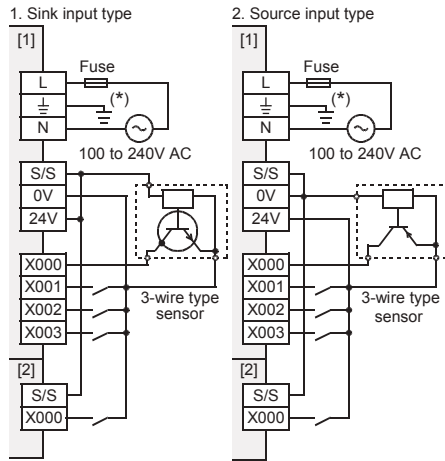 1. Sink input type
[1]
Fuse
L
(*)
N
100 to 240V AC
S/S
0V
24V
X000
X001
X002
X003
3-wire type
sensor
[2]
S/S
X000
2. Source input type
[1]
Fuse
L
(*)
N
100 to 240V AC
S/S
0V
24V
X000
X001
X002
X003
3-wire type
sensor
[2]
S/S
X000